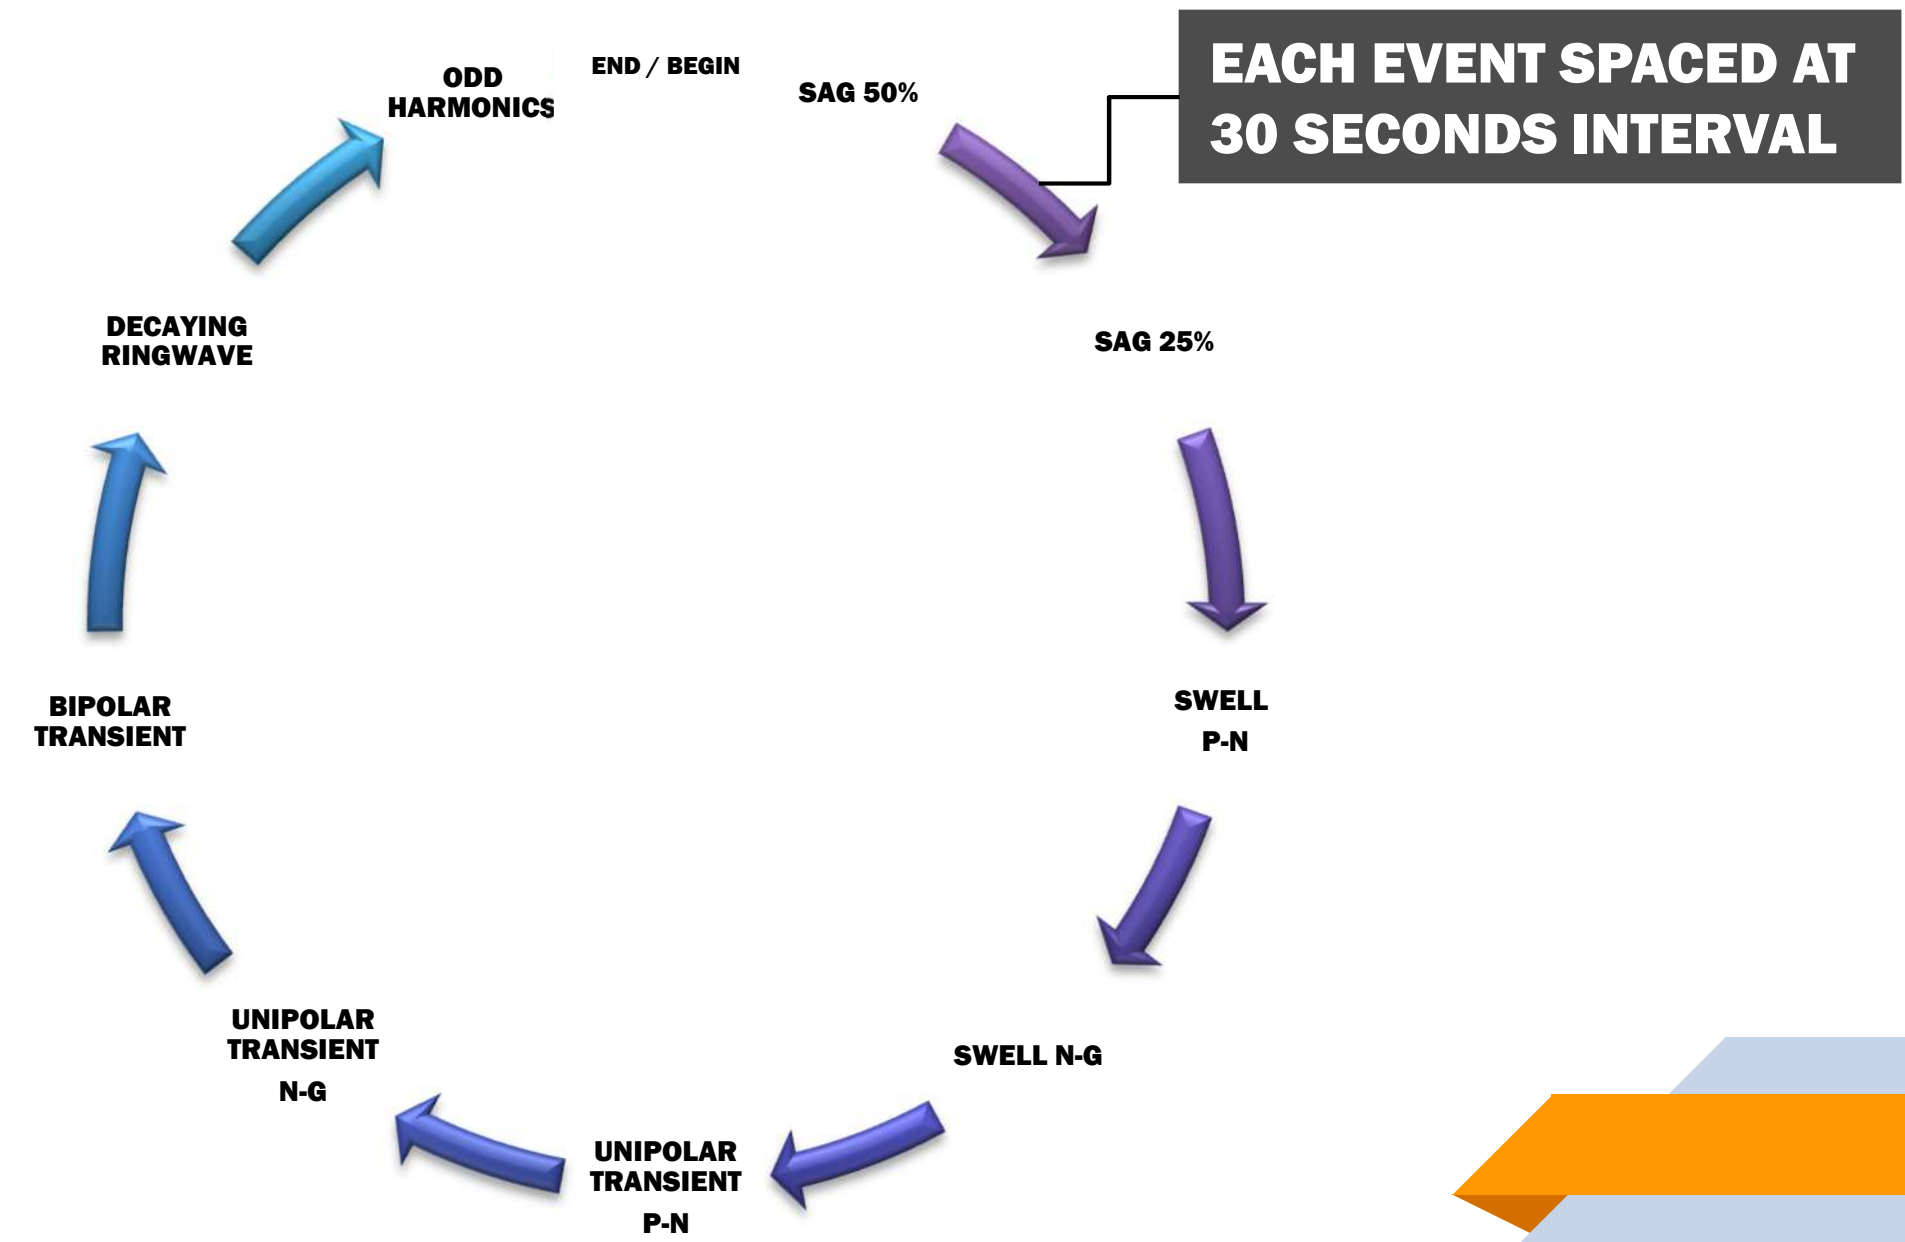 END / BEGIN
SAG 50%
EACH EVENT SPACED AT
30 SECONDS INTERVAL
SAG 25%
SWELL
P-N
SWELL N-G
UNIPOLAR
TRANSIENT
P-N
UNIPOLAR
TRANSIENT
N-G
BIPOLAR
TRANSIENT
DECAYING
RINGWAVE
ODD
HARMONICS